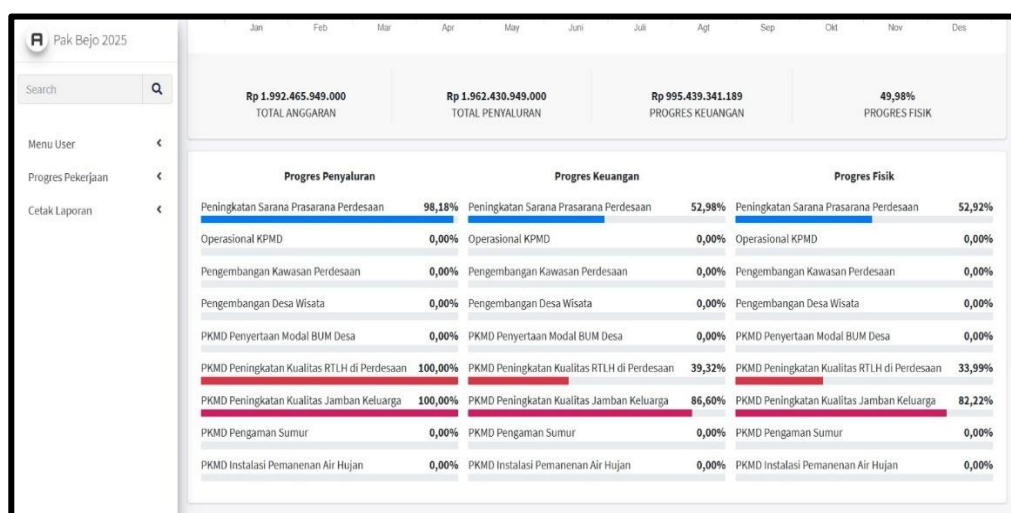 Pak Bejo 2025
Search
Menu User
Progres Pekerjaan
Cetak Laporan
Jan Feb Mar Apr May Juni Juli Agt Sep Okt Nov Des
Rp 1.992.465.949.000 Rp 1.962.430.949.000 Rp 995.439.341.189 49,98%
TOTAL ANGGARAN TOTAL PENYALURAN PROGRES KEUANGAN PROGRES FISIK
Progres Penyaluran Progres Keuangan Progres Fisik
Peningkatan Sarana Prasarana Perdesaan 98,18% Peningkatan Sarana Prasarana Perdesaan 52,98% Peningkatan Sarana Prasarana Perdesaan 52,92%
Operasional KPMD 0,00% Operasional KPMD 0,00% Operasional KPMD 0,00%
Pengembangan Kawasan Perdesaan 0,00% Pengembangan Kawasan Perdesaan 0,00% Pengembangan Kawasan Perdesaan 0,00%
Pengembangan Desa Wisata 0,00% Pengembangan Desa Wisata 0,00% Pengembangan Desa Wisata 0,00%
PKMD Penyertaan Modal BUM Desa 0,00% PKMD Penyertaan Modal BUM Desa 0,00% PKMD Penyertaan Modal BUM Desa 0,00%
PKMD Peningkatan Kualitas RTLH di Perdesaan 100,00% PKMD Peningkatan Kualitas RTLH di Perdesaan 39,32% PKMD Peningkatan Kualitas RTLH di Perdesaan 33,99%
PKMD Peningkatan Kualitas Jamban Keluarga 100,00% PKMD Peningkatan Kualitas Jamban Keluarga 86,60% PKMD Peningkatan Kualitas Jamban Keluarga 82,22%
PKMD Pengaman Sumur 0,00% PKMD Pengaman Sumur 0,00% PKMD Pengaman Sumur 0,00%
PKMD Instalasi Pemanenan Air Hujan 0,00% PKMD Instalasi Pemanenan Air Hujan 0,00% PKMD Instalasi Pemanenan Air Hujan 0,00%